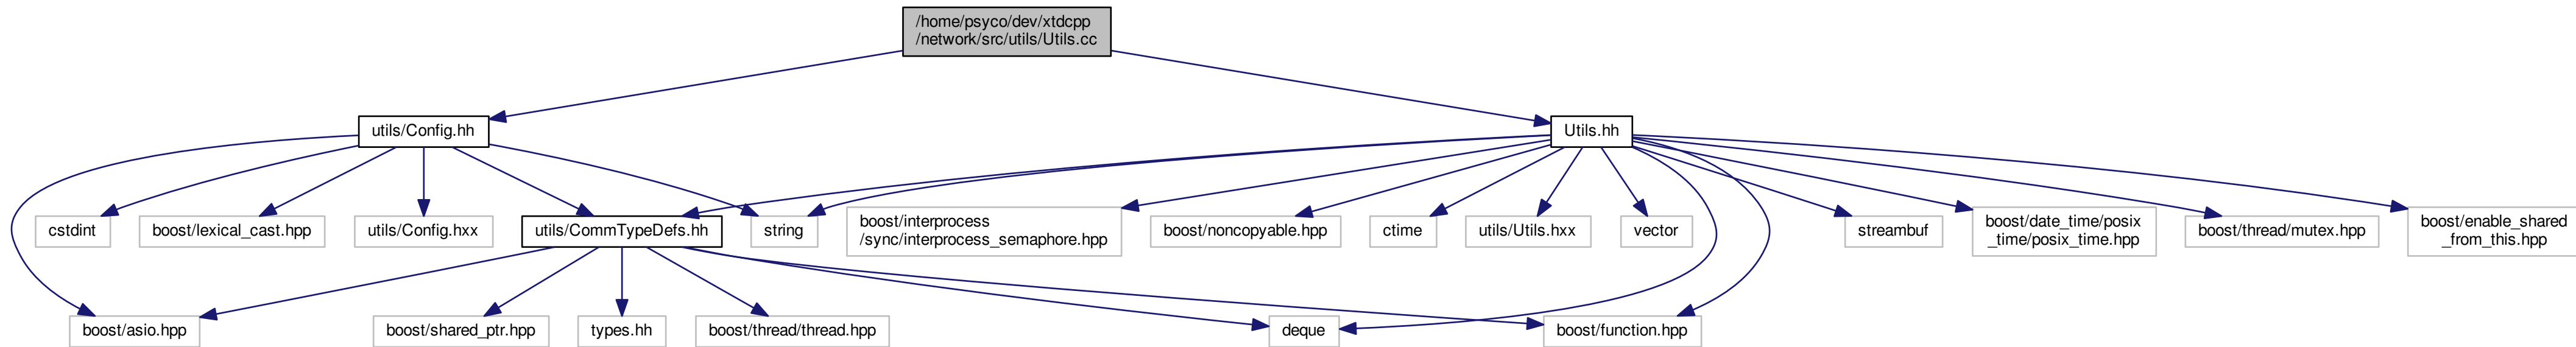 /home/psyco/dev/xtdcpp
/network/src/utils/Utils.cc
utils/Config.hh
Utils.hh
cstdint
boost/lexical_cast.hpp
utils/Config.hxx
utils/CommTypeDefs.hh
string
boost/interprocess
/sync/interprocess_semaphore.hpp
boost/noncopyable.hpp
ctime
utils/Utils.hxx
vector
streambuf
boost/date_time/posix
_time/posix_time.hpp
boost/thread/mutex.hpp
boost/enable_shared
_from_this.hpp
boost/asio.hpp
boost/shared_ptr.hpp
types.hh
boost/thread/thread.hpp
deque
boost/function.hpp